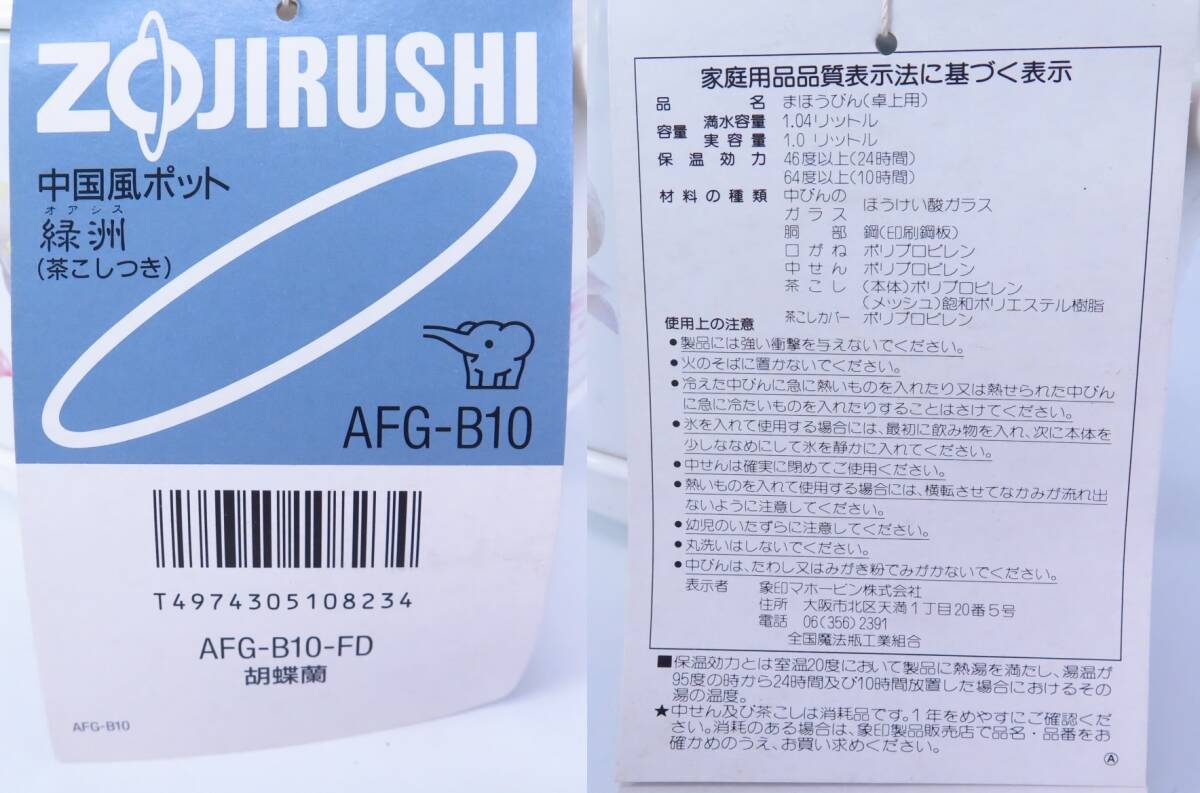 ZOJIRUSHI
中国風ポット
オアシス
緑洲
(茶こしつき)
AFG-B10
T4974305108234
AFG-B10-FD
胡蝶蘭
AFG-B10
家庭用品品質表示法に基づく表示
品名 まほうびん(卓上用)
容量 満水容量 1.04リットル
実容量 1.0 リットル
保温効力 46度以上(24時間)
64度以上(10時間)
材料の種類 中びんのガラス ほうけい酸ガラス
胴部 鋼(印刷鋼板)
口がね ポリプロピレン
中せん ポリプロピレン
茶こし (本体)ポリプロピレン
(メッシュ)飽和ポリエステル樹脂
茶こしカバー ポリプロピレン
使用上の注意
●製品には強い衝撃を与えないでください。
●火のそばに置かないでください。
●冷えた中びんに急に熱いものを入れたり又は熱せられた中びん
に急に冷たいものを入れたりすることはさけてください。
●氷を入れて使用する場合には、最初に飲み物を入れ、次に本体を
少しななめにして氷を静かに入れてください。
●中せんは確実に閉めてご使用ください。
●熱いものを入れて使用する場合には、横転させてなかみが流れ出
ないように注意してください。
●幼児のいたずらに注意してください。
●丸洗いはしないでください。
●中びんは、たわし又はみがき粉でみがかないでください。
表示者 象印マホービン株式会社
住所 大阪市北区天満1丁目20番5号
電話 06(356)2391
全国魔法瓶工業組合
■保温効力とは室温20度において製品に熱湯を満たし、湯温が
95度の時から24時間及び10時間放置した場合におけるその
湯の温度。
★中せん及び茶こしは消耗品です。1年をめやすにご確認くだ
さい。消耗のある場合は、象印製品販売店で品名・品番をお
確かめのうえ、お買い求めください。
Ⓐ